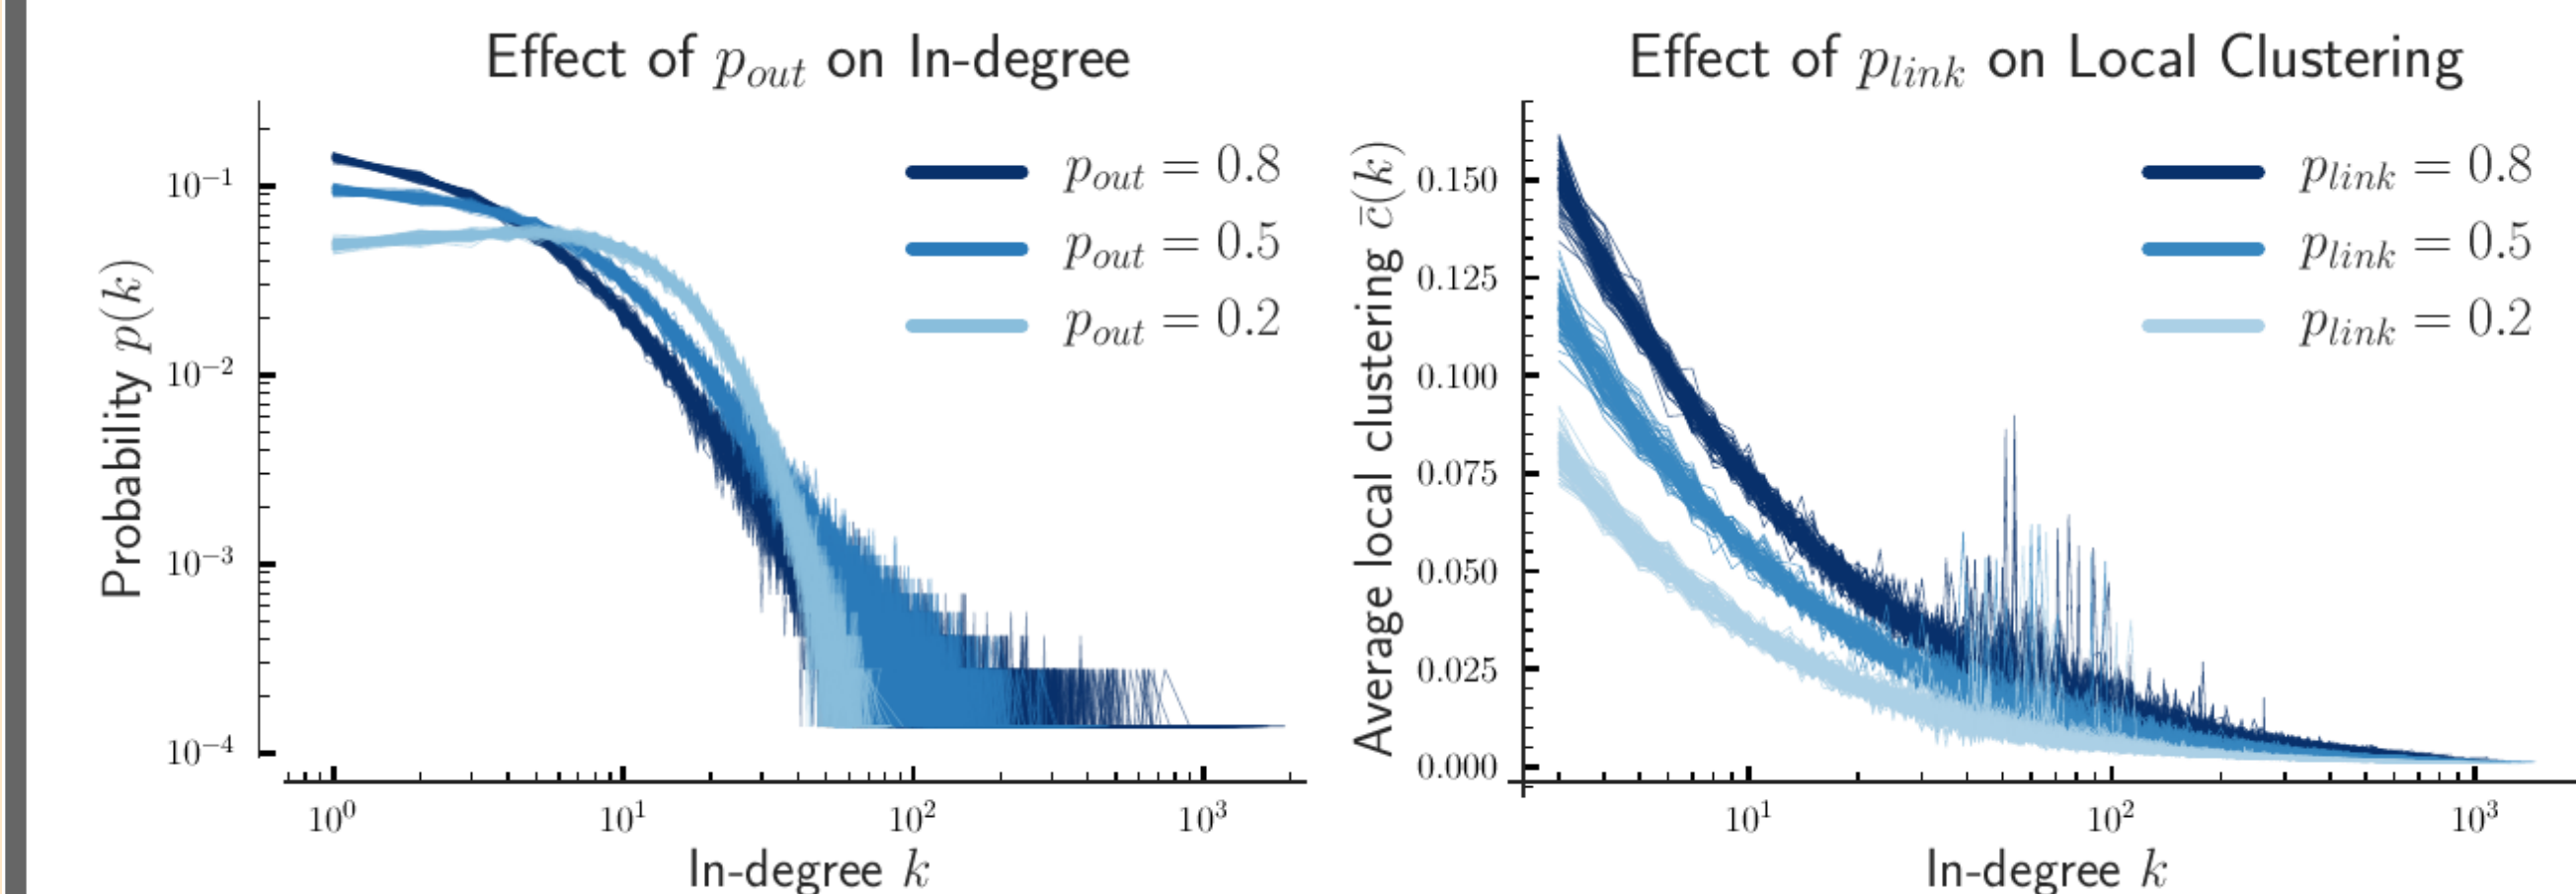 Effect of p_out on In-degree
Probability p(k)
10^−1
10^−2
10^−3
10^−4
p_out = 0.8
p_out = 0.5
p_out = 0.2
10^0 10^1 10^2 10^3
In-degree k
Effect of p_link on Local Clustering
Average local clustering c̄(k)
0.150
0.125
0.100
0.075
0.050
0.025
0.000
p_link = 0.8
p_link = 0.5
p_link = 0.2
10^1 10^2 10^3
In-degree k